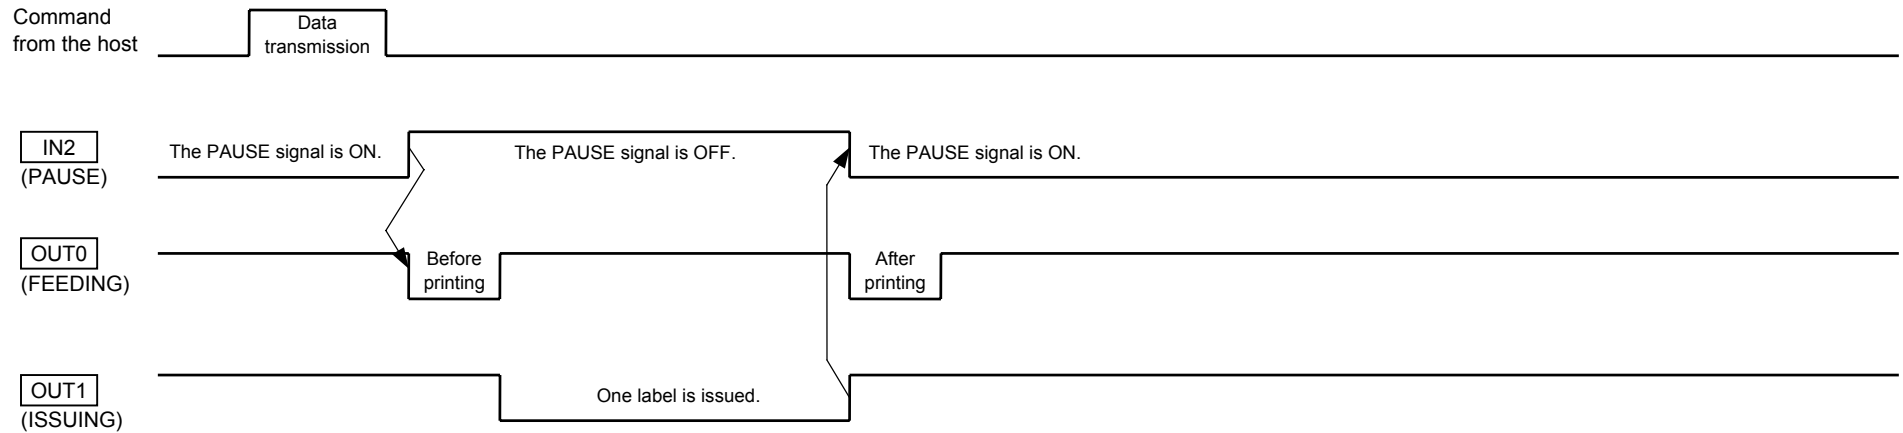 Command
from the host
Data
transmission
IN2
(PAUSE)
The PAUSE signal is ON.
The PAUSE signal is OFF.
The PAUSE signal is ON.
OUT0
(FEEDING)
Before
printing
After
printing
OUT1
(ISSUING)
One label is issued.